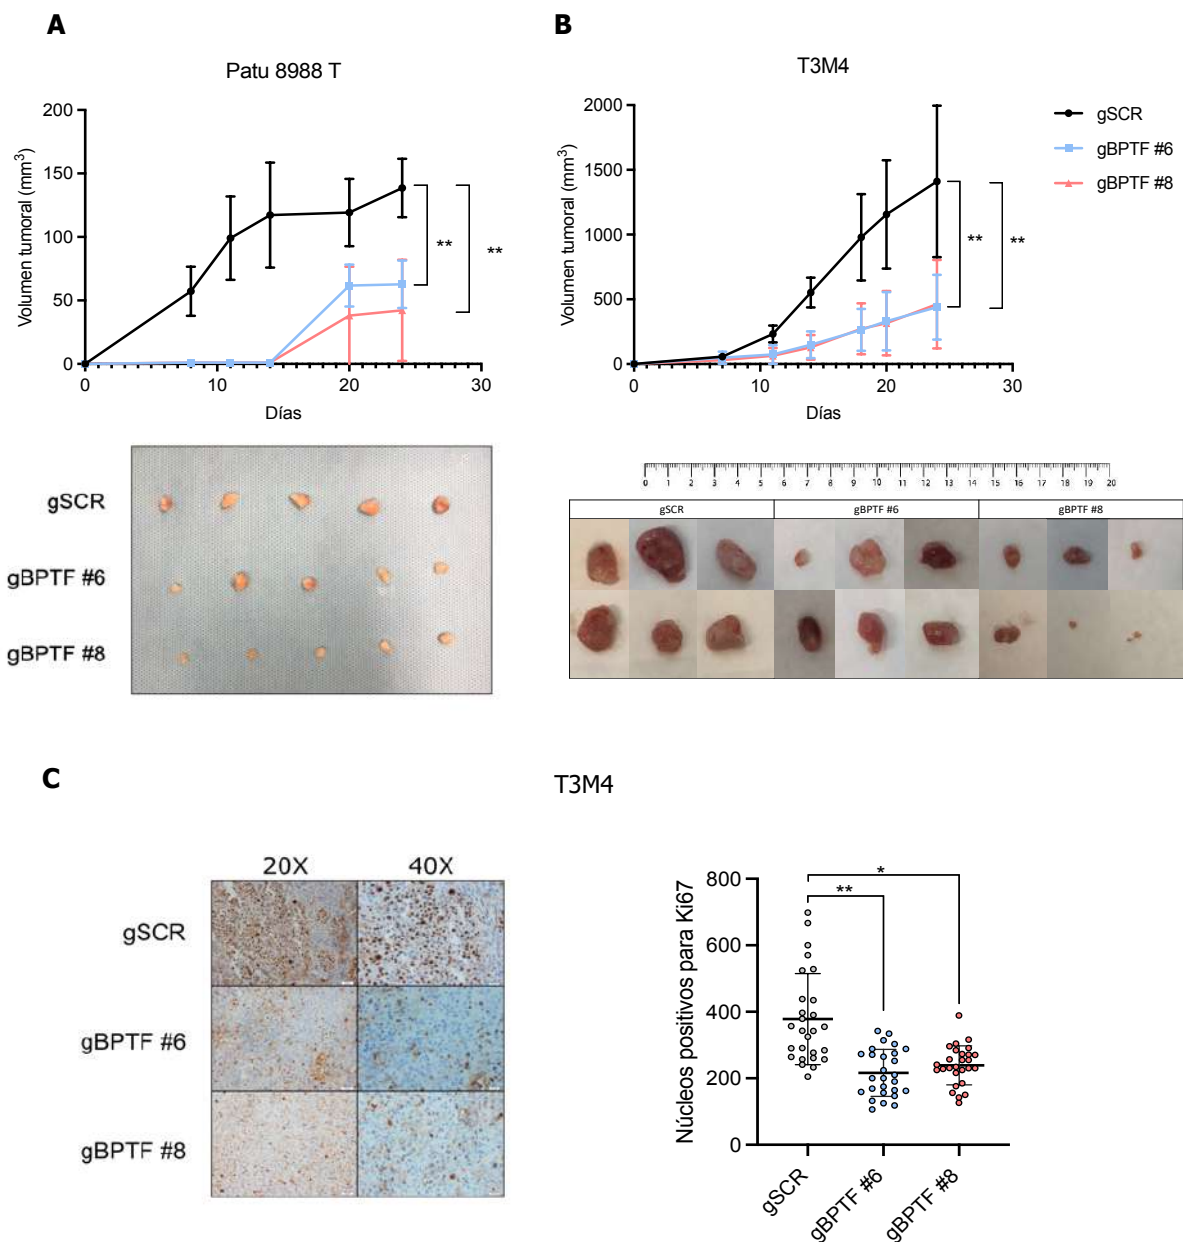 A
B
Patu 8988 T
T3M4
Volumen tumoral (mm³)
200
150
100
50
0
0 10 20 30
Días
**
**
Volumen tumoral (mm³)
2000
1500
1000
500
0
0 10 20 30
Días
**
**
gSCR
gBPTF #6
gBPTF #8
gSCR
gBPTF #6
gBPTF #8
0 1 2 3 4 5 6 7 8 9 10 11 12 13 14 15 16 17 18 19 20
gSCR gBPTF #6 gBPTF #8
C
T3M4
20X 40X
gSCR
gBPTF #6
gBPTF #8
Núcleos positivos para Ki67
800
600
400
200
0
*
**
gSCR
gBPTF #6
gBPTF #8